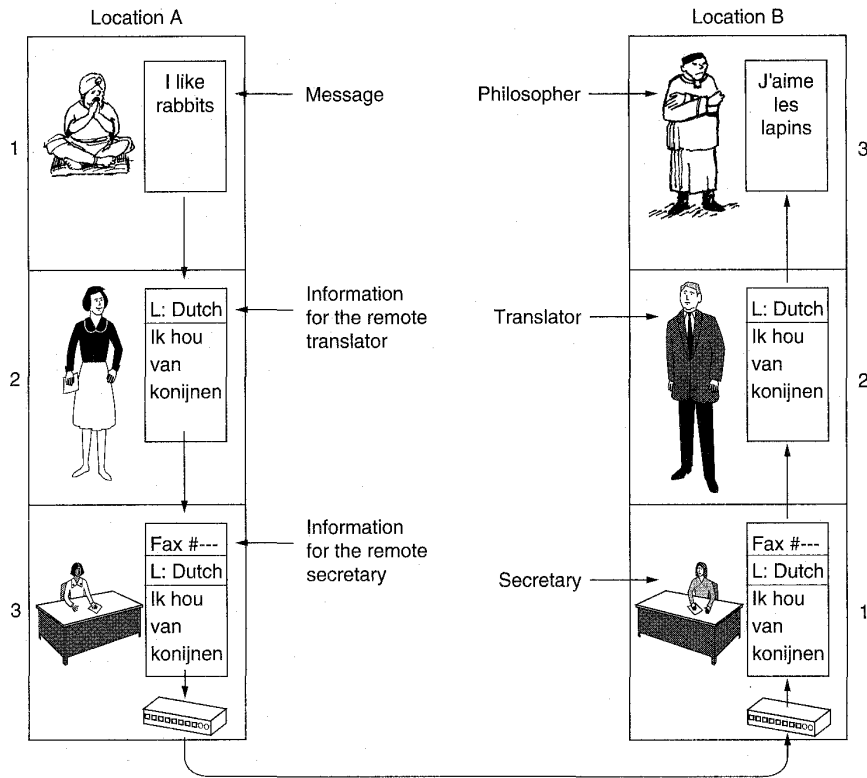 Location A
Location B
I like
rabbits
Message
Philosopher
J'aime
les
lapins
1
3
L: Dutch
Ik hou
van
konijnen
Information
for the remote
translator
Translator
L: Dutch
Ik hou
van
konijnen
2
2
Fax #---
L: Dutch
Ik hou
van
konijnen
Information
for the remote
secretary
Secretary
Fax #---
L: Dutch
Ik hou
van
konijnen
3
1